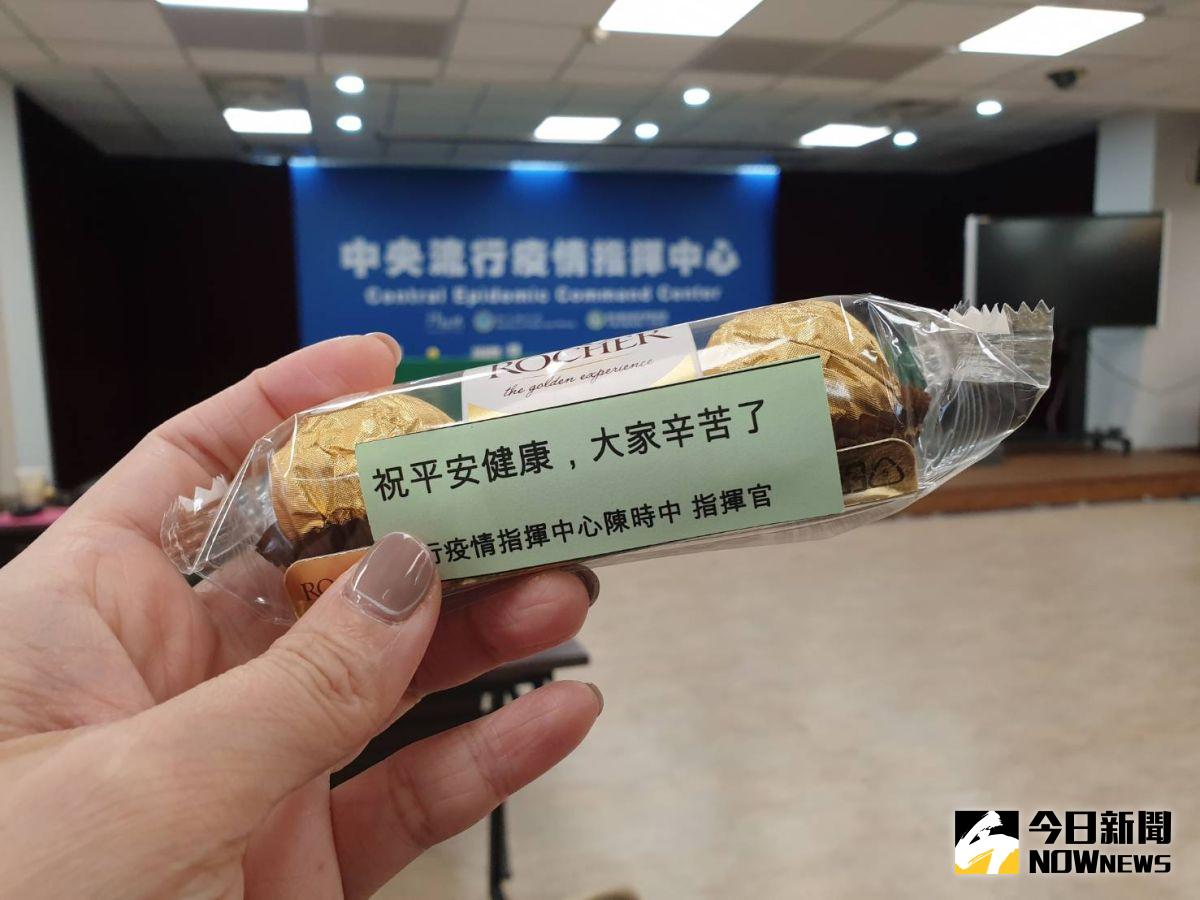 中央流行疫情指揮中心
Central Epidemic Command Center
ROCHER
the golden experience
祝平安健康，大家辛苦了
行疫情指揮中心陳時中 指揮官
RO
今日新聞
NOWNEWS